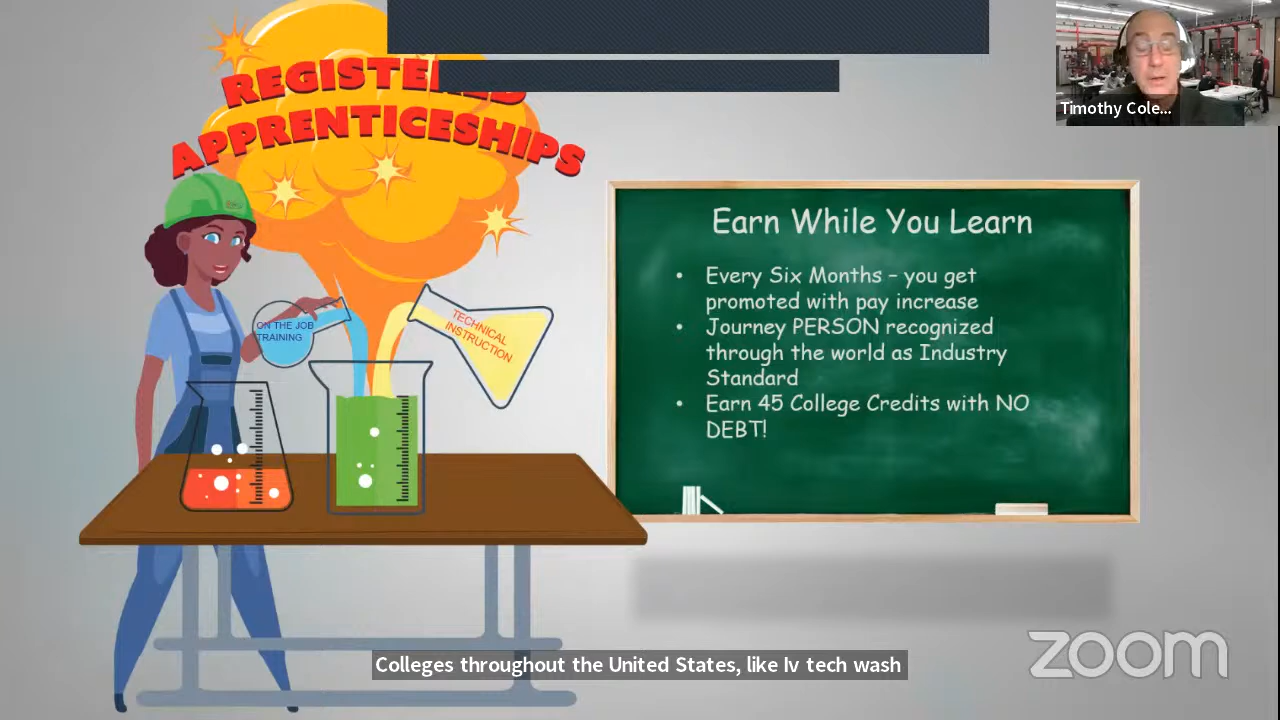 REGISTERED
APPRENTICESHIPS
Timothy Cole...
Earn While You Learn
• Every Six Months – you get
promoted with pay increase
• Journey PERSON recognized
through the world as Industry
Standard
• Earn 45 College Credits with NO
DEBT!
ON THE JOB
TRAINING
TECHNICAL
INSTRUCTION
Colleges throughout the United States, like Iv tech wash
zoom